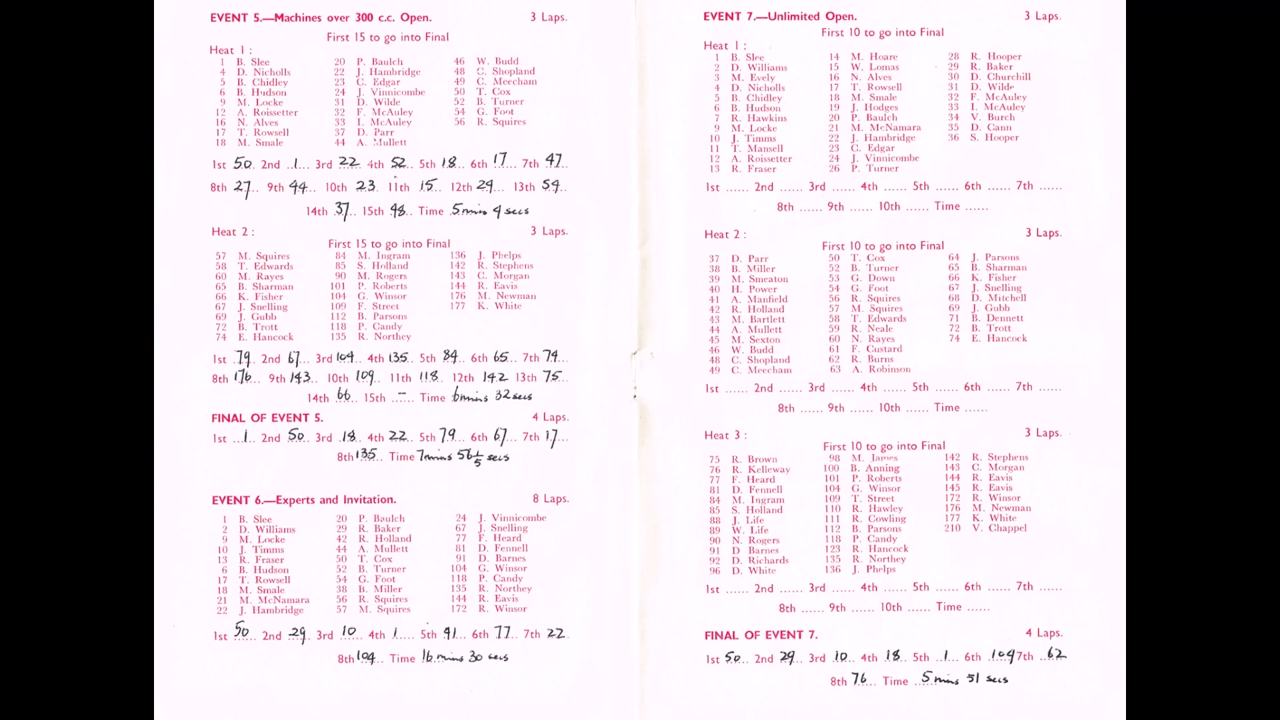 EVENT 5.—Machines over 300 c.c. Open. 3 Laps.
First 15 to go into Final
Heat 1 :
1 B. Slee 20 P. Baulch 46 W. Budd
4 D. Nicholls 22 J. Hambridge 48 C. Shopland
5 B. Chidley 23 C. Edgar 49 C. Meecham
6 B. Hudson 24 J. Vinnicombe 50 T. Cox
9 M. Locke 31 D. Wilde 52 B. Turner
12 A. Roissetter 32 F. McAuley 54 G. Foot
16 N. Alves 33 I. McAuley 56 R. Squires
17 T. Rowsell 37 D. Parr
18 M. Smale 44 A. Mullett
1st 50 2nd 1 3rd 22 4th 52 5th 18 6th 17 7th 47
8th 27 9th 44 10th 23 11th 15 12th 29 13th 54
14th 37 15th 48 Time 5 mins 4 secs
Heat 2 : 3 Laps.
First 15 to go into Final
57 M. Squires 84 M. Ingram 136 J. Phelps
58 T. Edwards 85 S. Holland 142 R. Stephens
60 M. Rayes 90 M. Rogers 143 C. Morgan
65 B. Sharman 101 P. Roberts 144 R. Eavis
66 K. Fisher 104 G. Winsor 176 M. Newman
67 J. Snelling 109 F. Street 177 K. White
69 J. Gubb 112 B. Parsons
72 B. Trott 118 P. Candy
74 E. Hancock 135 R. Northey
1st 79 2nd 67 3rd 104 4th 135 5th 84 6th 65 7th 74
8th 176 9th 143 10th 109 11th 118 12th 142 13th 75
14th 66 15th – Time 6 mins 32 secs
FINAL OF EVENT 5. 4 Laps.
1st 1 2nd 50 3rd 18 4th 22 5th 79 6th 67 7th 17
8th 135 Time 7 mins 56 1/5 secs
EVENT 6.—Experts and Invitation. 8 Laps.
1 B. Slee 20 P. Baulch 24 J. Vinnicombe
2 D. Williams 29 R. Baker 67 J. Snelling
9 M. Locke 42 R. Holland 77 F. Heard
10 J. Timms 44 A. Mullett 81 D. Fennell
13 R. Fraser 50 T. Cox 91 D. Barnes
6 B. Hudson 52 B. Turner 104 G. Winsor
17 T. Rowsell 54 G. Foot 118 P. Candy
18 M. Smale 38 B. Miller 135 R. Northey
21 M. McNamara 56 R. Squires 144 R. Eavis
22 J. Hambridge 57 M. Squires 172 R. Winsor
1st 50 2nd 29 3rd 10 4th 1 5th 91 6th 77 7th 22
8th 104 Time 16 mins 30 secs
EVENT 7.—Unlimited Open. 3 Laps.
First 10 to go into Final
Heat 1 :
1 B. Slee 14 M. Hoare 28 R. Hooper
2 D. Williams 15 W. Lomas 29 R. Baker
3 M. Evely 16 N. Alves 30 D. Churchill
4 D. Nicholls 17 T. Rowsell 31 D. Wilde
5 B. Chidley 18 M. Smale 32 F. McAuley
6 B. Hudson 19 J. Hodges 33 I. McAuley
7 R. Hawkins 20 P. Baulch 34 V. Burch
9 M. Locke 21 M. McNamara 35 D. Cann
10 J. Timms 22 J. Hambridge 36 S. Hooper
11 T. Mansell 23 C. Edgar
12 A. Roissetter 24 J. Vinnicombe
13 R. Fraser 26 P. Turner
1st ...... 2nd ...... 3rd ...... 4th ...... 5th ...... 6th ...... 7th ......
8th ...... 9th ...... 10th ...... Time ......
Heat 2 : 3 Laps.
First 10 to go into Final
37 D. Parr 50 T. Cox 64 J. Parsons
38 B. Miller 52 B. Turner 65 B. Sharman
39 M. Smeaton 53 G. Down 66 K. Fisher
40 H. Power 54 G. Foot 67 J. Snelling
41 A. Manfield 56 R. Squires 68 D. Mitchell
42 R. Holland 57 M. Squires 69 J. Gubb
43 M. Bartlett 58 T. Edwards 71 B. Dennett
44 A. Mullett 59 R. Neale 72 B. Trott
45 M. Sexton 60 N. Rayes 74 E. Hancock
46 W. Budd 61 F. Custard
48 C. Shopland 62 R. Burns
49 C. Meecham 63 A. Robinson
1st ...... 2nd ...... 3rd ...... 4th ...... 5th ...... 6th ...... 7th ......
8th ...... 9th ...... 10th ...... Time ......
Heat 3 : 3 Laps.
First 10 to go into Final
75 R. Brown 98 M. James 142 R. Stephens
76 R. Kelleway 100 B. Anning 143 C. Morgan
77 F. Heard 101 P. Roberts 144 R. Eavis
81 D. Fennell 104 G. Winsor 145 R. Eavis
84 M. Ingram 109 T. Street 172 R. Winsor
85 S. Holland 110 R. Hawley 176 M. Newman
88 J. Life 111 R. Cowling 177 K. White
89 W. Life 112 B. Parsons 210 V. Chappel
90 N. Rogers 118 P. Candy
91 D Barnes 123 R. Hancock
92 D. Richards 135 R. Northey
96 D. White 136 J. Phelps
1st ...... 2nd ...... 3rd ...... 4th ...... 5th ...... 6th ...... 7th ......
8th ...... 9th ...... 10th ...... Time ......
FINAL OF EVENT 7. 4 Laps.
1st 50 2nd 29 3rd 10 4th 18 5th 1 6th 104 7th 62
8th 76 Time 5 mins 51 secs